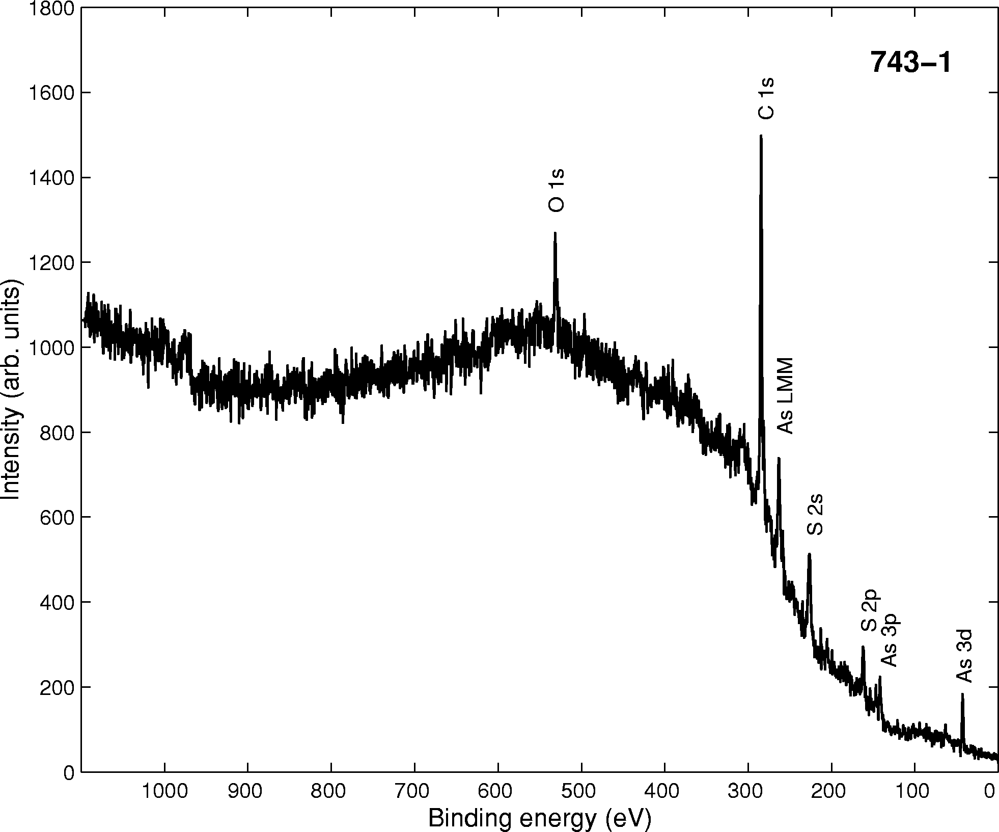 743–1
1800
1600
1400
1200
1000
800
600
400
200
0
Intensity (arb. units)
O 1s
C 1s
As LMM
S 2s
S 2p
As 3p
As 3d
1000 900 800 700 600 500 400 300 200 100 0
Binding energy (eV)